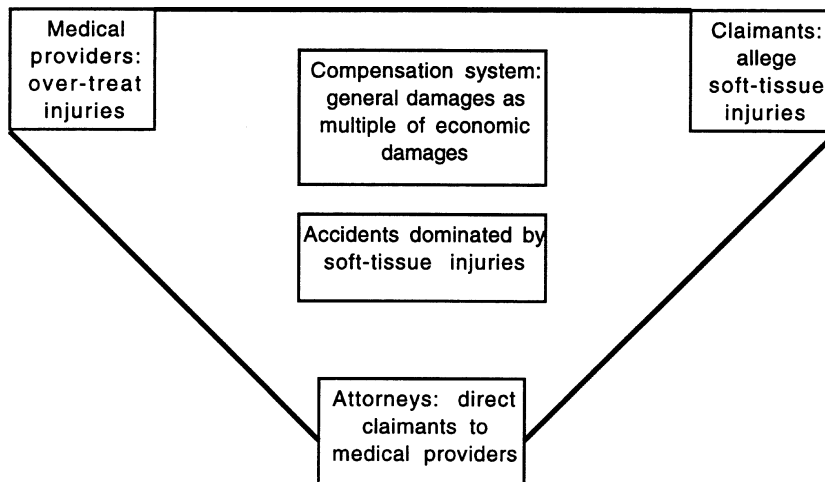 Medical
providers:
over-treat
injuries
Compensation system:
general damages as
multiple of economic
damages
Claimants:
allege
soft-tissue
injuries
Accidents dominated by
soft-tissue injuries
Attorneys: direct
claimants to
medical providers